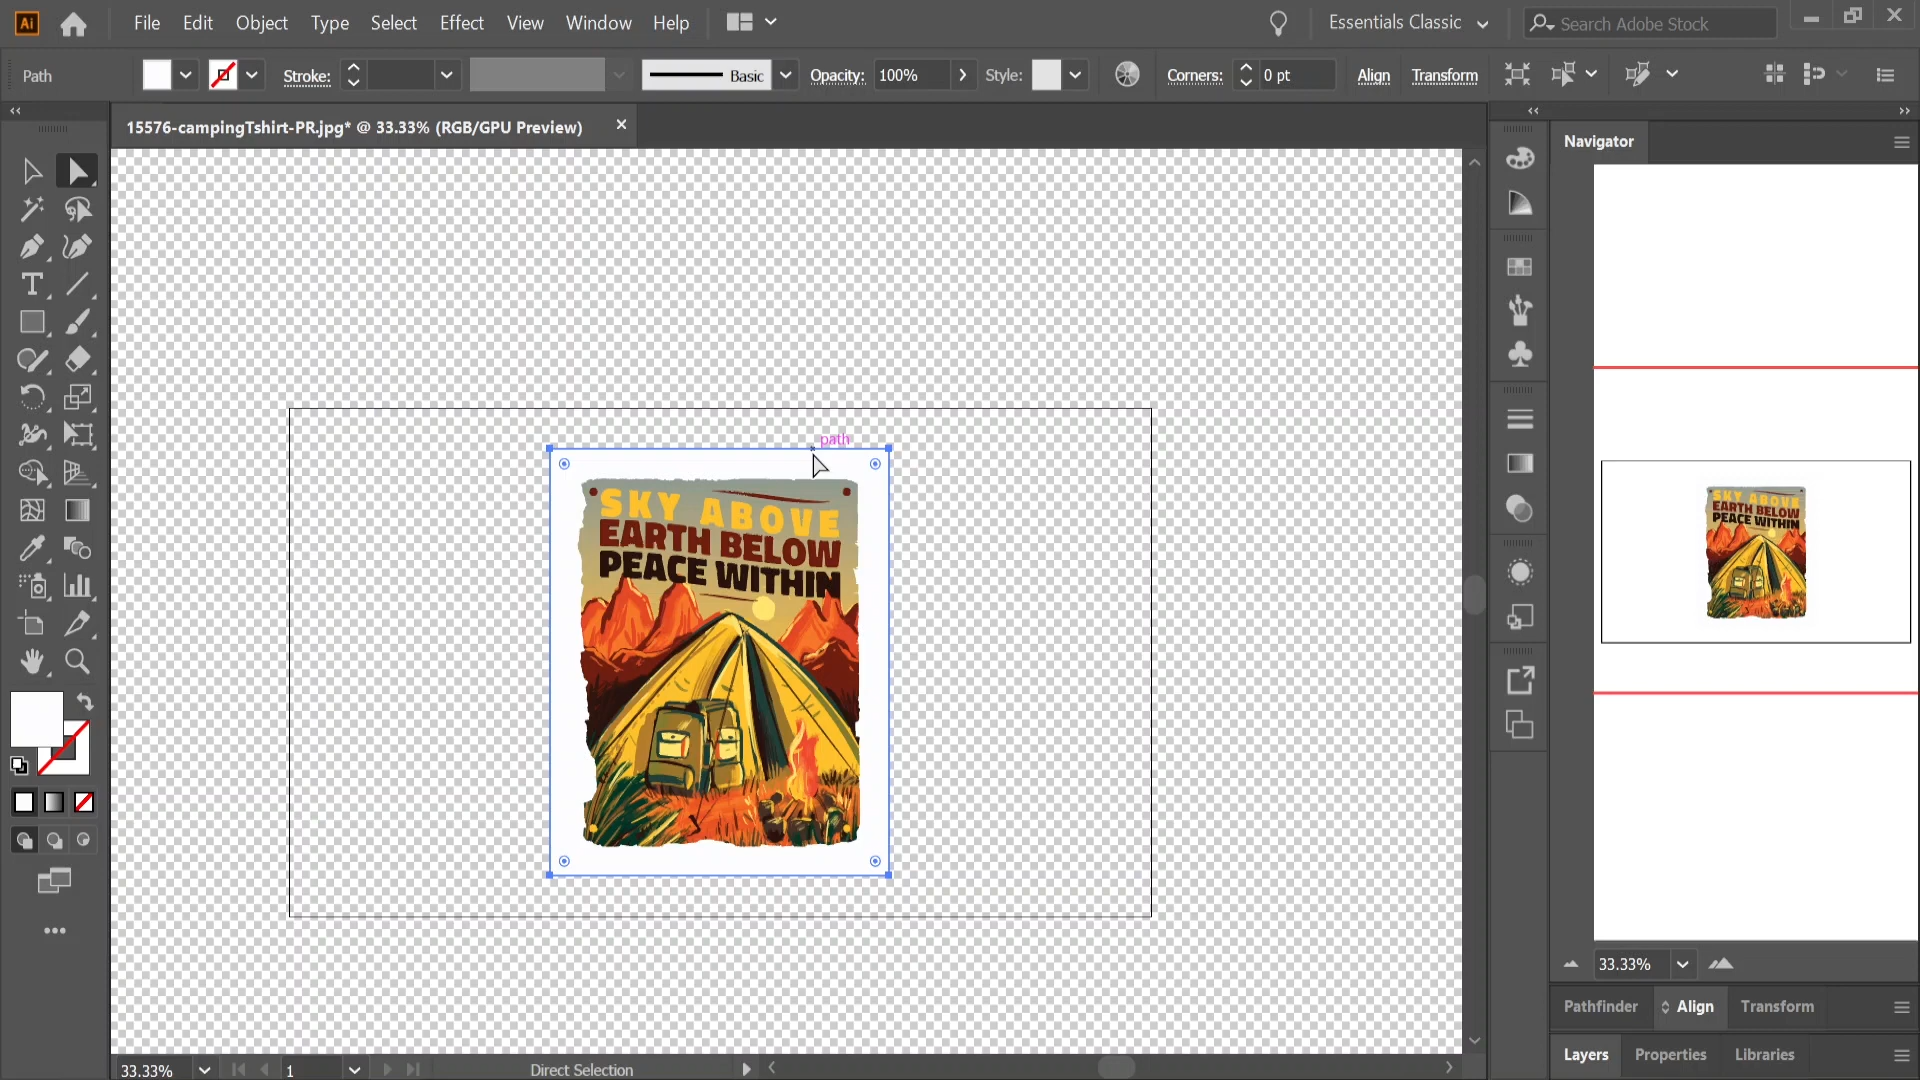 Ai File Edit Object Type Select Effect View Window Help Essentials Classic Search Adobe Stock
Path Stroke: Basic Opacity: 100% Style: Corners: 0 pt Align Transform
15576-campingTshirt-PR.jpg* @ 33.33% (RGB/GPU Preview)
Navigator
path
SKY ABOVE
EARTH BELOW
PEACE WITHIN
SKY ABOVE
EARTH BELOW
PEACE WITHIN
33.33%
Pathfinder Align Transform
Layers Properties Libraries
33.33% 1 Direct Selection